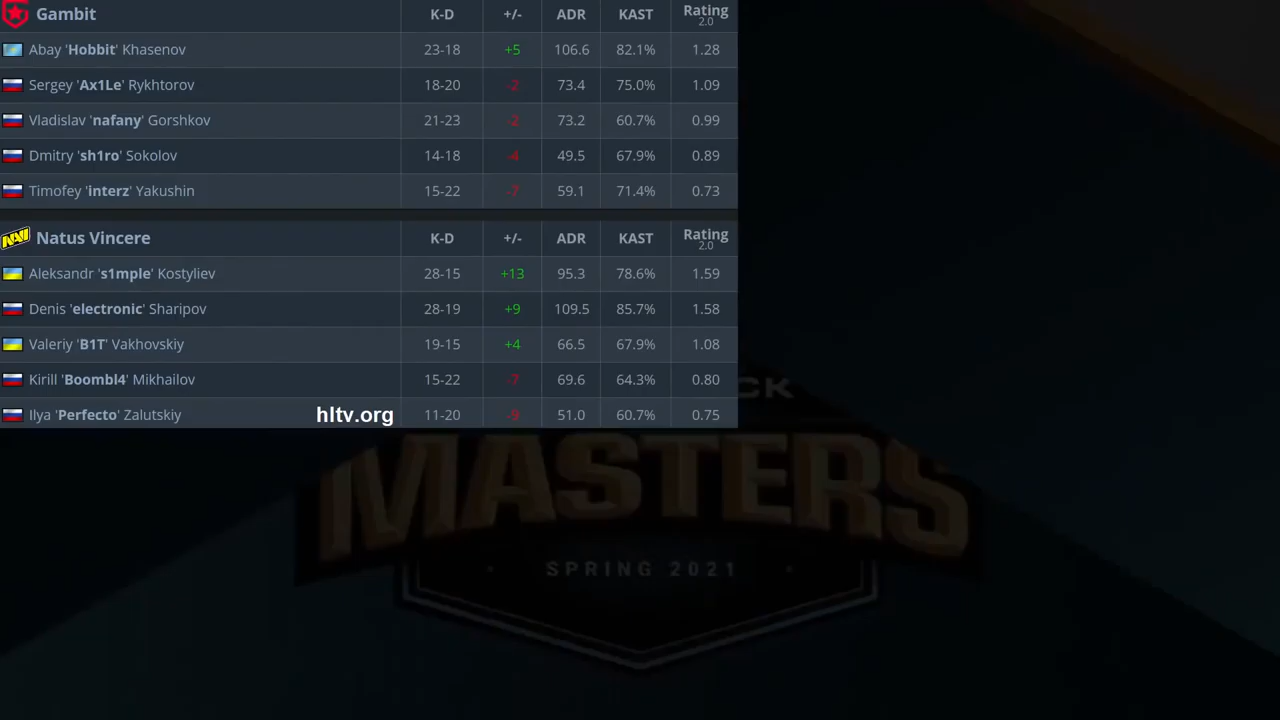 Gambit K-D +/- ADR KAST Rating 2.0
Abay 'Hobbit' Khasenov 23-18 +5 106.6 82.1% 1.28
Sergey 'Ax1Le' Rykhtorov 18-20 -2 73.4 75.0% 1.09
Vladislav 'nafany' Gorshkov 21-23 -2 73.2 60.7% 0.99
Dmitry 'sh1ro' Sokolov 14-18 -4 49.5 67.9% 0.89
Timofey 'interz' Yakushin 15-22 -7 59.1 71.4% 0.73
NAVI Natus Vincere K-D +/- ADR KAST Rating 2.0
Aleksandr 's1mple' Kostyliev 28-15 +13 95.3 78.6% 1.59
Denis 'electronic' Sharipov 28-19 +9 109.5 85.7% 1.58
Valeriy 'B1T' Vakhovskiy 19-15 +4 66.5 67.9% 1.08
Kirill 'Boombl4' Mikhailov 15-22 -7 69.6 64.3% 0.80
Ilya 'Perfecto' Zalutskiy hltv.org 11-20 -9 51.0 60.7% 0.75
CK
MASTERS
SPRING 2021